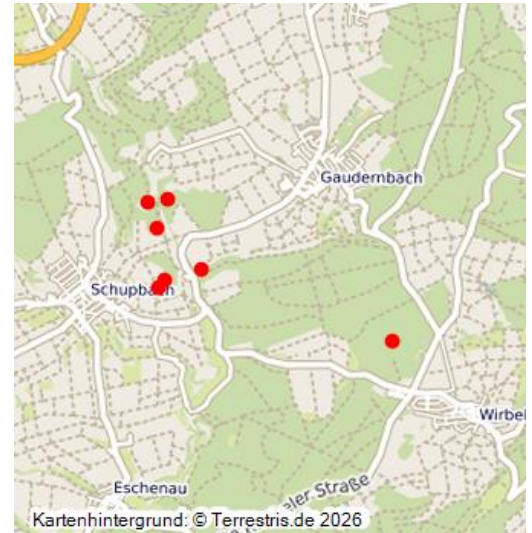 Gaudernbach
Schupbach
Wirbel
Eschenau
eler Straße
Kartenhintergrund: © Terrestris.de 2026